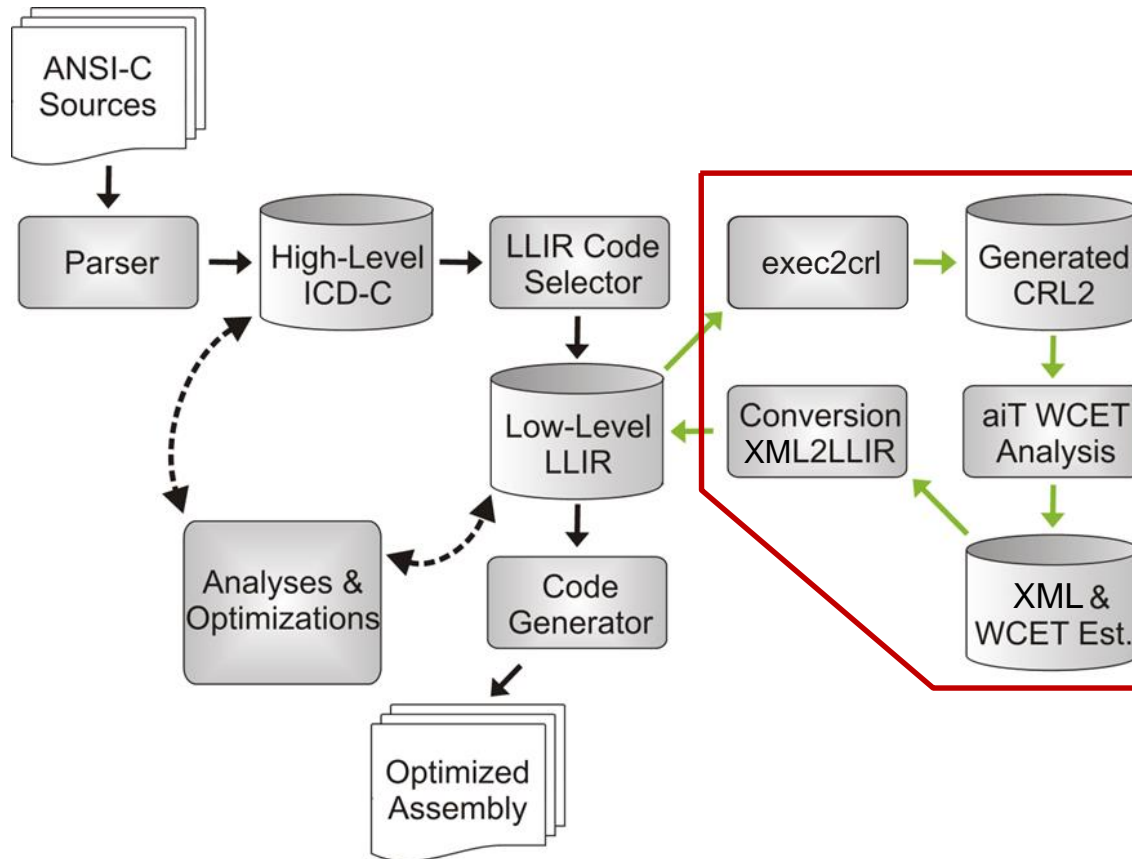 ANSI-C
Sources
Parser
High-Level
ICD-C
LLIR Code
Selector
exec2crl
Generated
CRL2
Low-Level
LLIR
Conversion
XML2LLIR
aiT WCET
Analysis
Analyses &
Optimizations
Code
Generator
XML &
WCET Est.
Optimized
Assembly